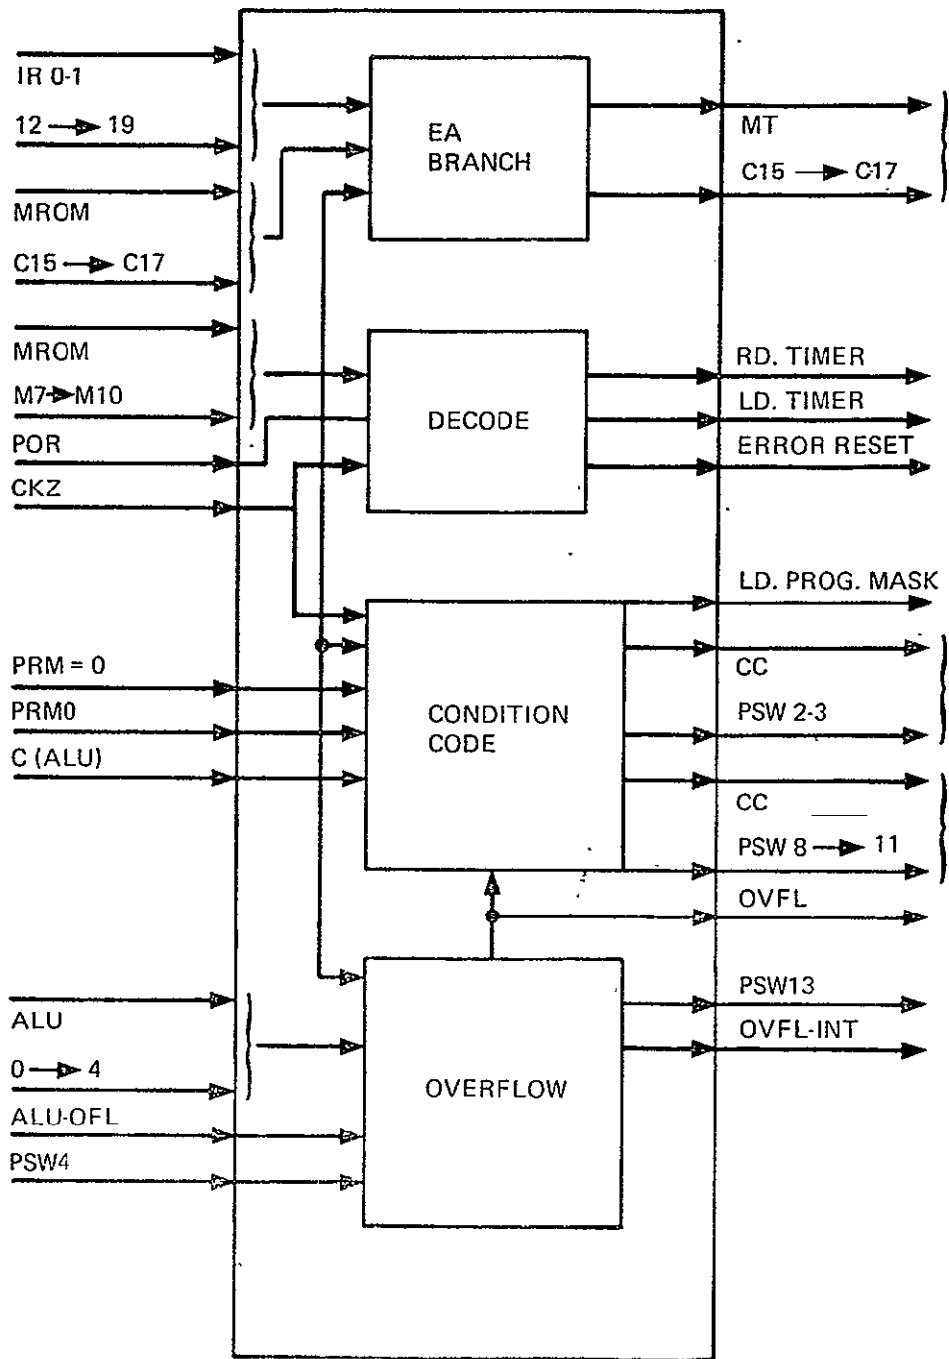 IR 0-1
12 → 19
MROM
C15 → C17
MROM
M7→M10
POR
CKZ
PRM = 0
PRM0
C (ALU)
ALU
0 → 4
ALU-OFL
PSW4
EA
BRANCH
DECODE
CONDITION
CODE
OVERFLOW
MT
C15 → C17
RD. TIMER
LD. TIMER
ERROR RESET
LD. PROG. MASK
CC
PSW 2-3
CC
PSW 8 → 11
OVFL
PSW13
OVFL-INT